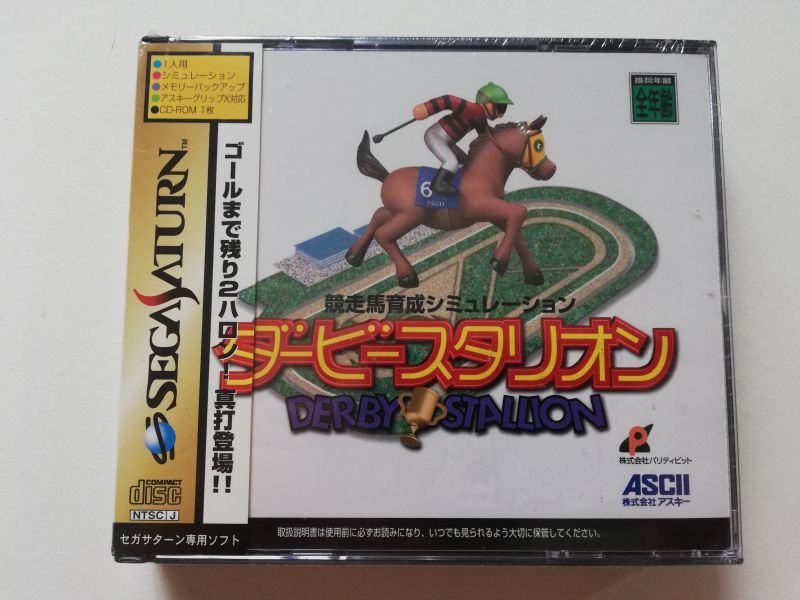 ●1人用
●シミュレーション
●メモリーバックアップ
●アスキーグリップX対応
●CD-ROM 1枚
SEGA SATURN™
ゴールまで残り2ハロン!真打登場!!
COMPACT
disc
NTSC J
セガサターン専用ソフト
推奨年齢
全年齢
6
ASCII
競走馬育成シミュレーション
ダービースタリオン
DERBY STALLION
株式会社パリティビット
ASCII
株式会社アスキー
取扱説明書は使用前に必ずお読みになり、いつでも見られるよう大切に保管してください。